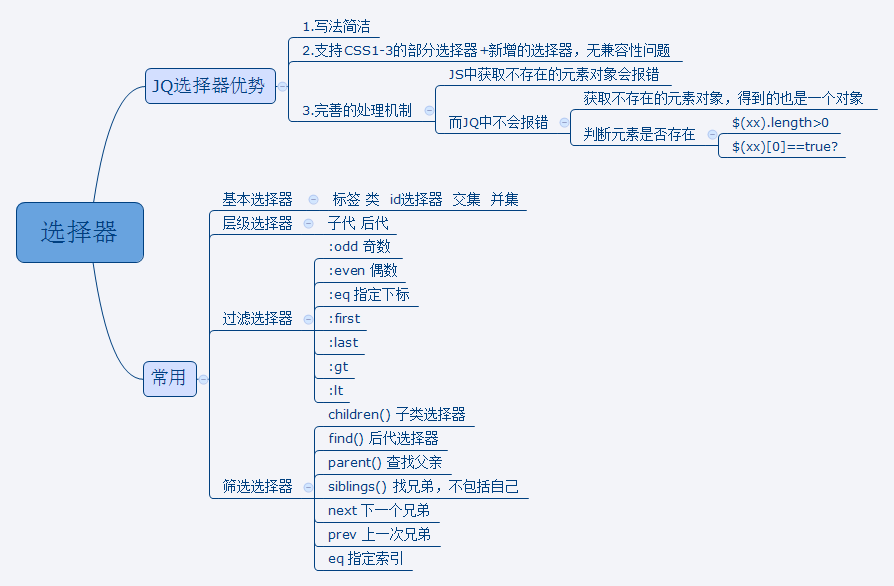 选择器
JQ选择器优势
1.写法简洁
2.支持CSS1-3的部分选择器+新增的选择器，无兼容性问题
3.完善的处理机制
JS中获取不存在的元素对象会报错
而JQ中不会报错
获取不存在的元素对象，得到的也是一个对象
判断元素是否存在
$(xx).length>0
$(xx)[0]==true?
常用
基本选择器
标签 类 id选择器 交集 并集
层级选择器
子代 后代
过滤选择器
:odd 奇数
:even 偶数
:eq 指定下标
:first
:last
:gt
:lt
筛选选择器
children() 子类选择器
find() 后代选择器
parent() 查找父亲
siblings() 找兄弟，不包括自己
next 下一个兄弟
prev 上一次兄弟
eq 指定索引